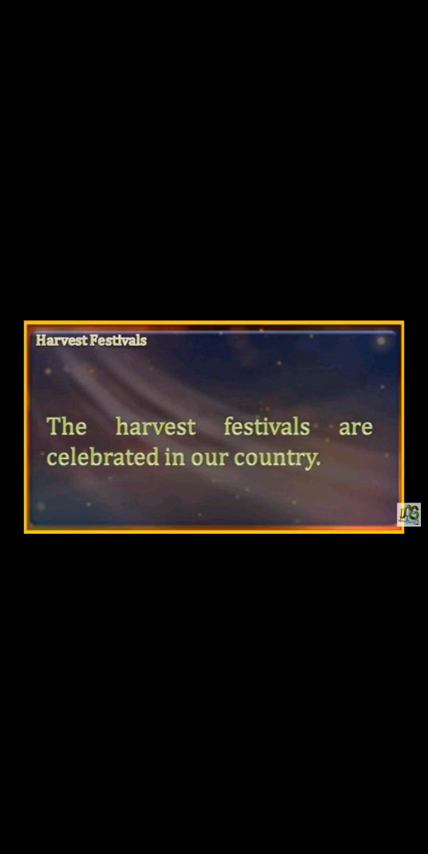 Harvest Festivals
The harvest festivals are
celebrated in our country.